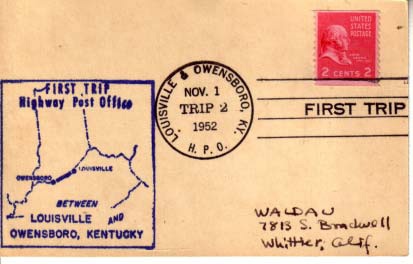 FIRST TRIP
Highway Post Office
OWENSBORO
LOUISVILLE
BETWEEN
LOUISVILLE AND
OWENSBORO, KENTUCKY
LOUISVILLE & OWENSBORO, KY.
NOV. 1
TRIP 2
1952
H. P. O.
UNITED
STATES
POSTAGE
2 CENTS 2
FIRST TRIP
WALDAU
7813 S. Bradwell
Whittier, Calif.